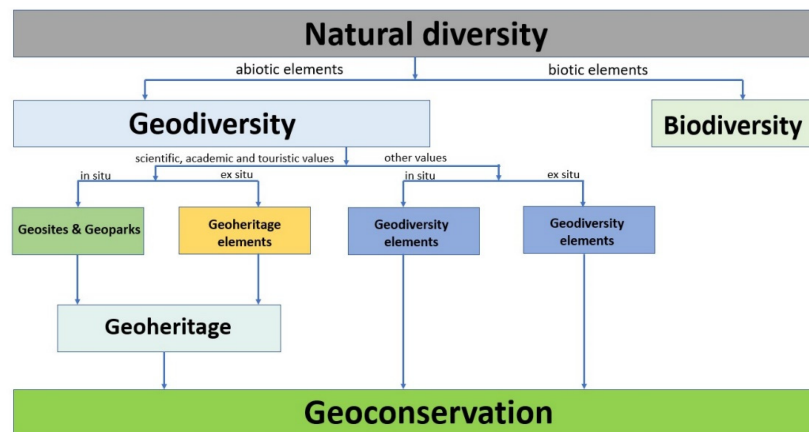 Natural diversity
abiotic elements
biotic elements
Geodiversity
Biodiversity
scientific, academic and touristic values
other values
in situ
ex situ
in situ
ex situ
Geosites & Geoparks
Geoheritage
elements
Geodiversity
elements
Geodiversity
elements
Geoheritage
Geoconservation